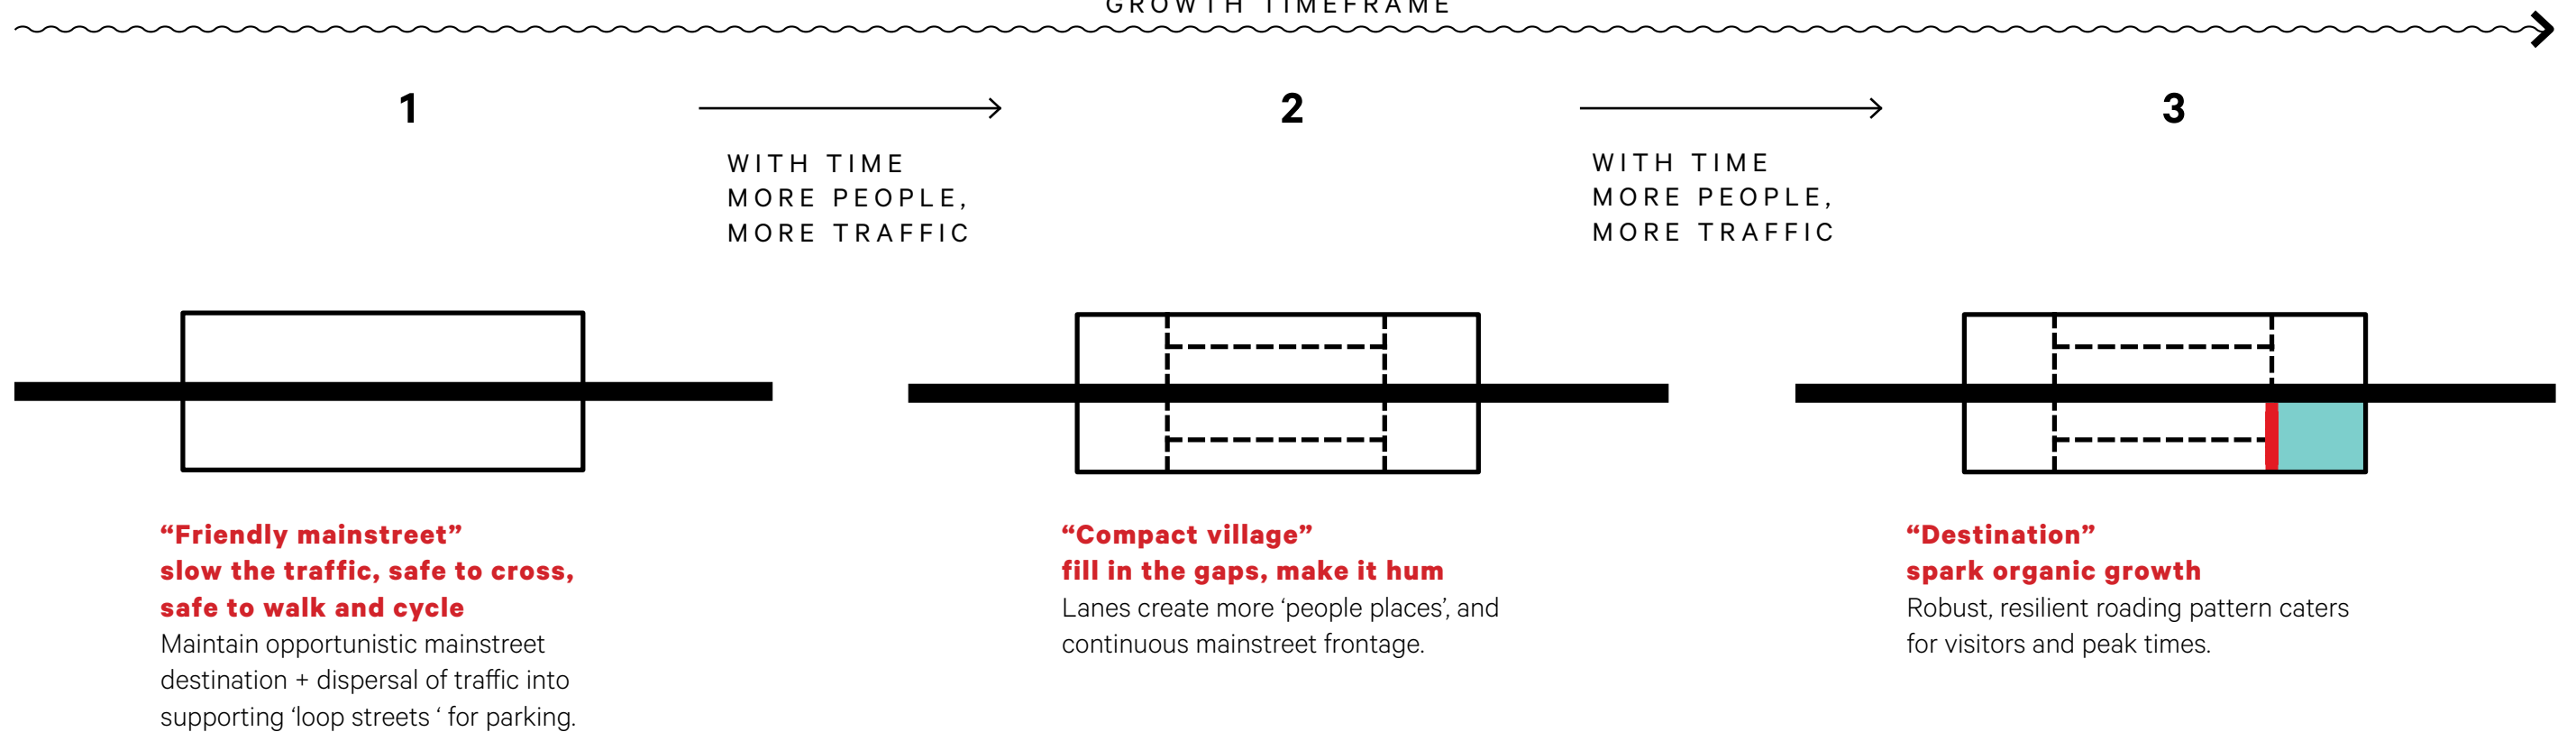 GROWTH TIMEFRAME
1
2
3
WITH TIME
MORE PEOPLE,
MORE TRAFFIC
WITH TIME
MORE PEOPLE,
MORE TRAFFIC
“Friendly mainstreet”
slow the traffic, safe to cross,
safe to walk and cycle
Maintain opportunistic mainstreet
destination + dispersal of traffic into
supporting ‘loop streets ‘ for parking.
“Compact village”
fill in the gaps, make it hum
Lanes create more ‘people places’, and
continuous mainstreet frontage.
“Destination”
spark organic growth
Robust, resilient roading pattern caters
for visitors and peak times.